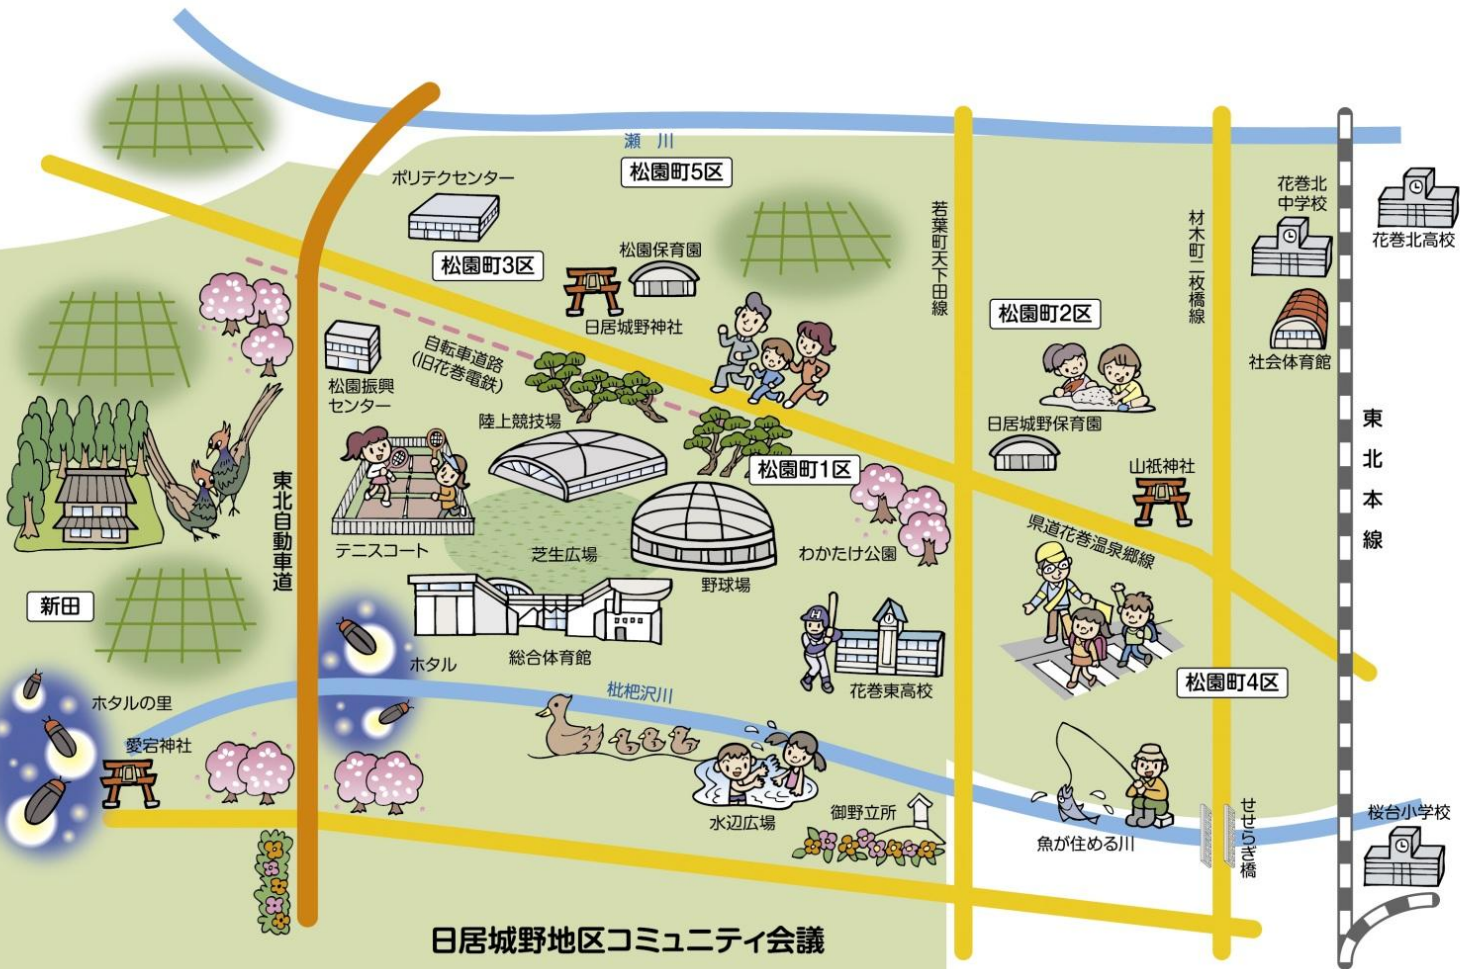 瀬川
松園町5区
ポリテクセンター
花巻北
中学校
花巻北高校
若葉町天下田線
材木町二枚橋線
松園町3区
松園保育園
日居城野神社
松園町2区
社会体育館
自転車道路
(旧花巻電鉄)
松園振興
センター
陸上競技場
日居城野保育園
東北本線
松園町1区
山祇神社
東北自動車道
テニスコート
芝生広場
野球場
わかたけ公園
県道花巻温泉郷線
新田
H
ホタル
総合体育館
花巻東高校
松園町4区
枇杷沢川
ホタルの里
愛宕神社
水辺広場
御野立所
魚が住める川
せせらぎ橋
桜台小学校
日居城野地区コミュニティ会議